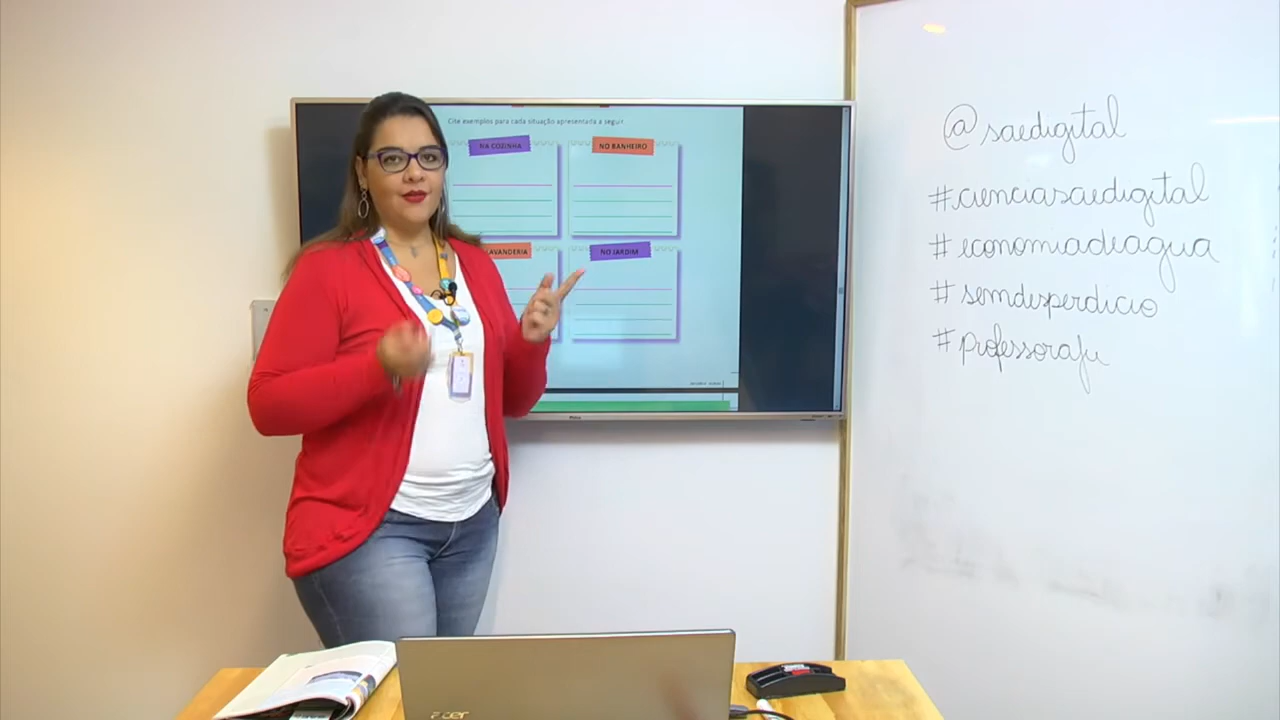 Cite exemplos para cada situação apresentada a seguir.
NA COZINHA
NO BANHEIRO
LAVANDERIA
NO JARDIM
@saedigital
#cienciasaedigital
#economiadeagua
#semdesperdicio
#professoraju
acer